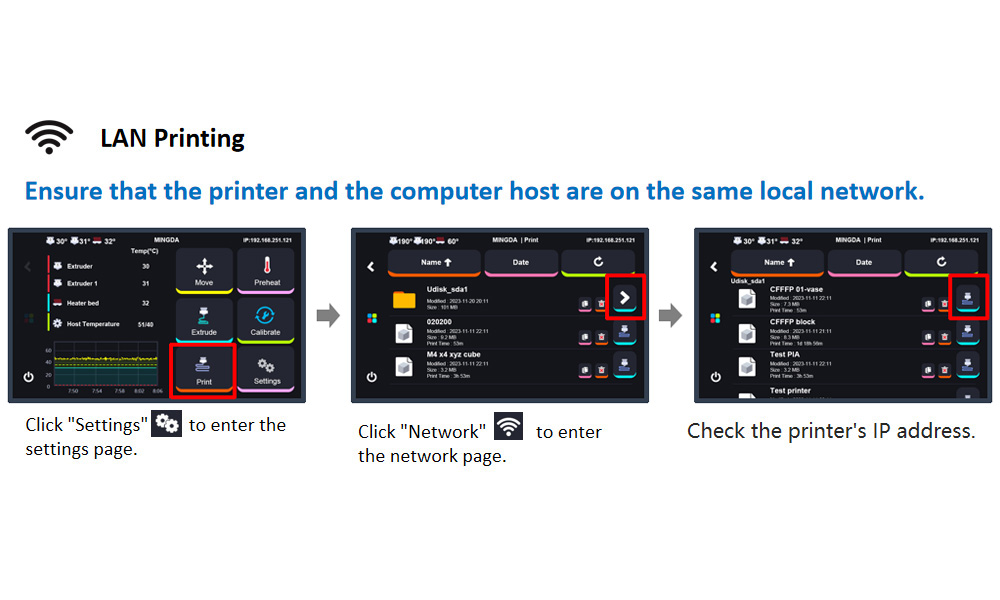 LAN Printing
Ensure that the printer and the computer host are on the same local network.
30° 31° 32° MINGDA IP:192.168.251.121
Temp(°C)
Extruder 30
Extruder 1 31
Heater bed 32
Host Temperature 51/40
60
40
20
0
7:50 7:54 7:58 8:02 8:06
Move Preheat
Extrude Calibrate
Print Settings
Click "Settings" to enter the
settings page.
190° 190° 60° MINGDA | Print IP:192.168.251.121
Name Date
Udisk_sda1
Modified : 2023-11-20 20:11
Size : 101 MB
020200
Modified : 2023-11-11 22:11
Size : 9.2 MB
Print Time : 53m
M4 x4 xyz cube
Modified : 2023-11-11 22:11
Size : 3.2 MB
Print Time : 3h 53m
Click "Network" to enter
the network page.
30° 31° 32° MINGDA | Print IP:192.168.251.121
Name Date
Udisk_sda1
CFFFP 01-vase
Modified : 2023-11-11 22:11
Size : 7.3 MB
Print Time : 53m
CFFFP block
Modified : 2023-11-11 21:11
Size : 8.3 MB
Print Time : 1d 18h 56m
Test PIA
Modified : 2023-11-11 22:11
Size : 3.2 MB
Print Time : 3h 53m
Test printer
Check the printer's IP address.